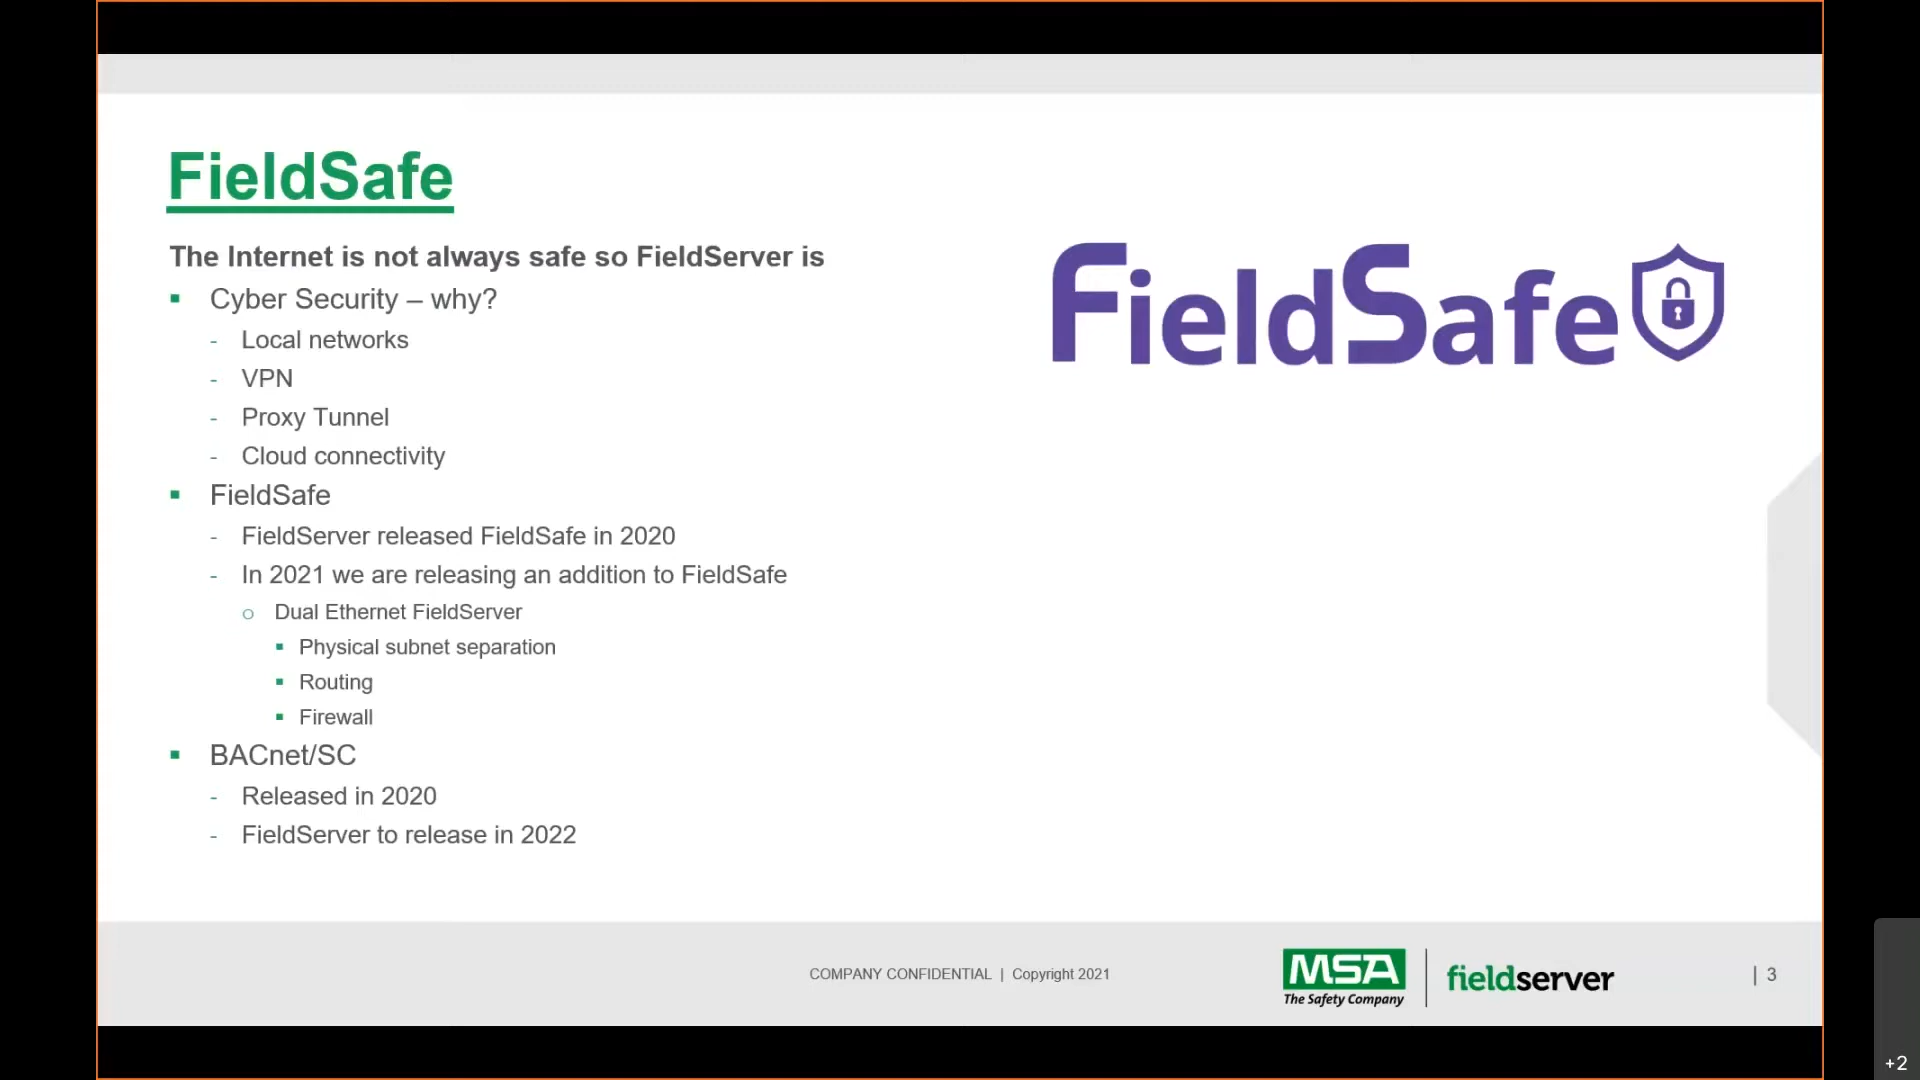 FieldSafe
The Internet is not always safe so FieldServer is
▪ Cyber Security – why?
- Local networks
- VPN
- Proxy Tunnel
- Cloud connectivity
▪ FieldSafe
- FieldServer released FieldSafe in 2020
- In 2021 we are releasing an addition to FieldSafe
o Dual Ethernet FieldServer
▪ Physical subnet separation
▪ Routing
▪ Firewall
▪ BACnet/SC
- Released in 2020
- FieldServer to release in 2022
FieldSafe
COMPANY CONFIDENTIAL | Copyright 2021
MSA
The Safety Company
fieldserver
| 3
+2